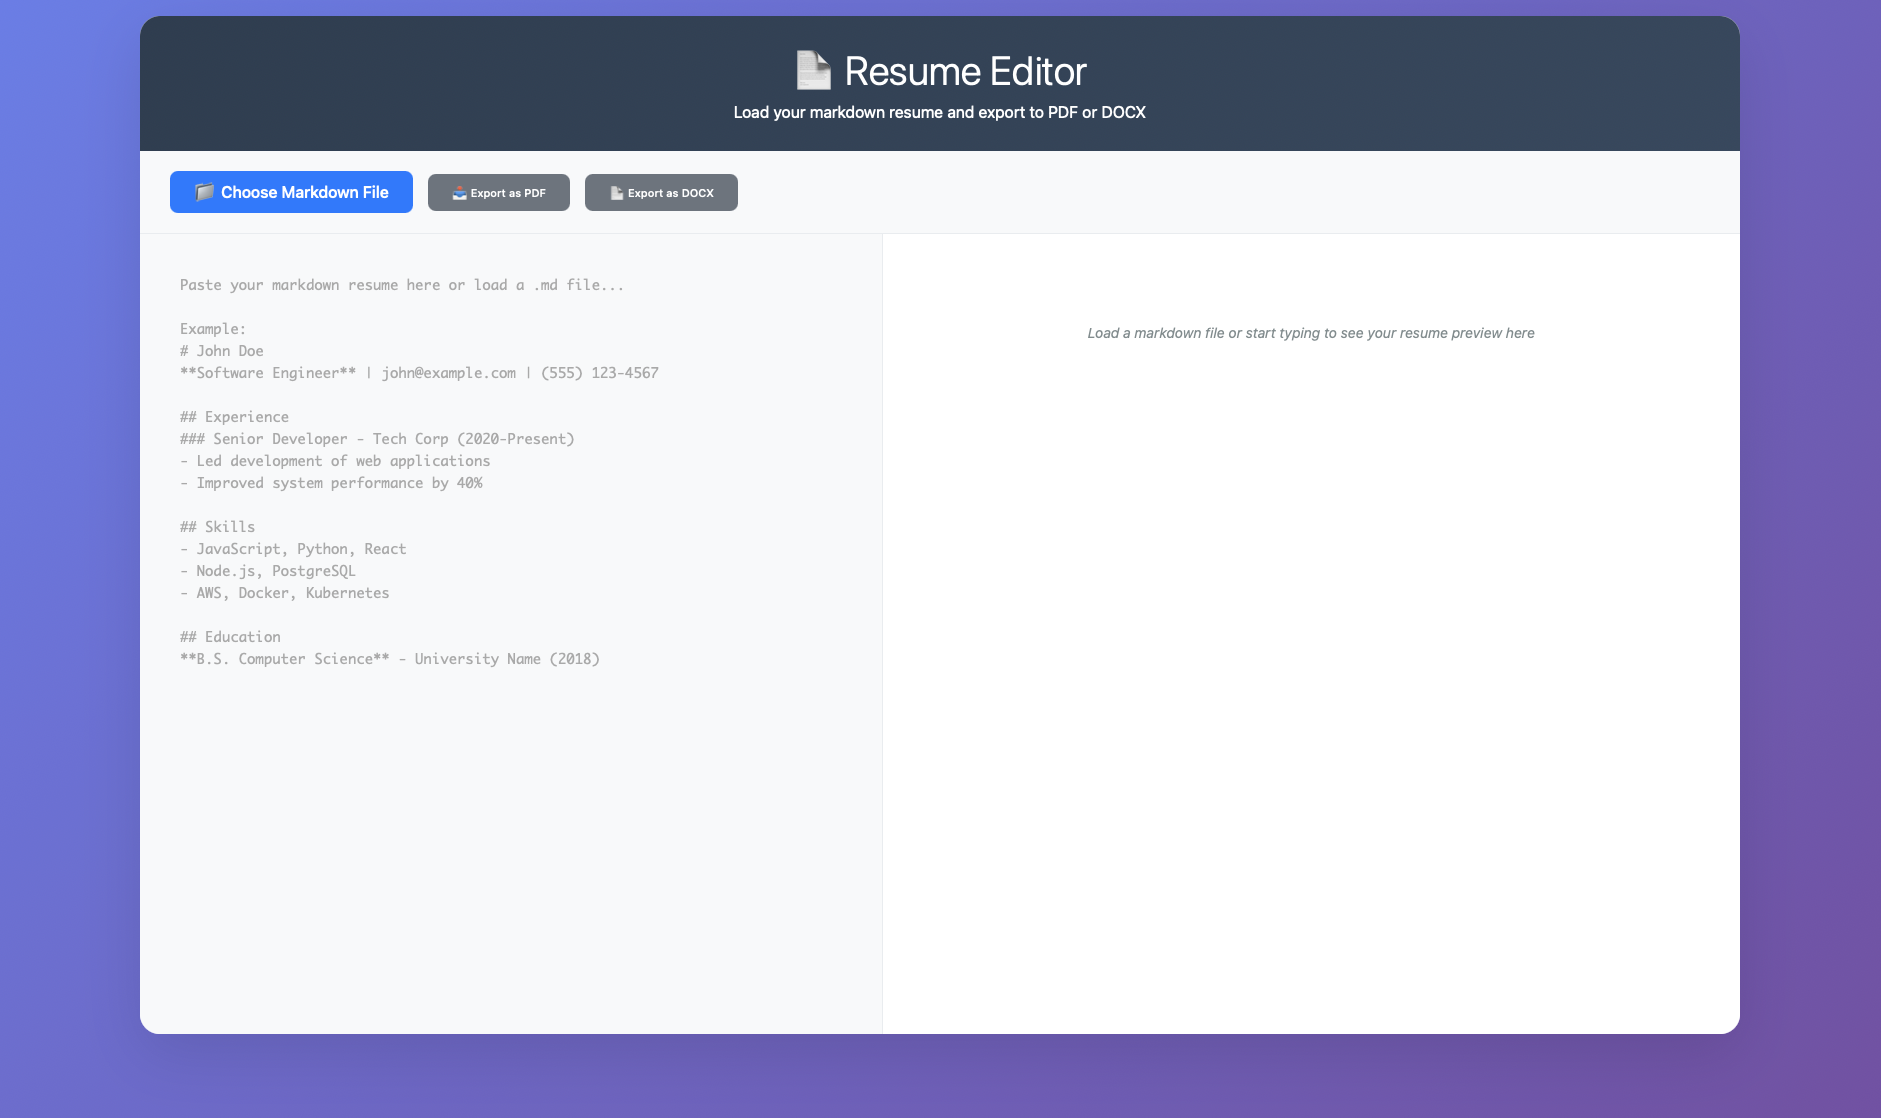 Resume Editor
Load your markdown resume and export to PDF or DOCX
Choose Markdown File
Export as PDF
Export as DOCX
Paste your markdown resume here or load a .md file...
Example:
# John Doe
**Software Engineer** | john@example.com | (555) 123-4567
## Experience
### Senior Developer - Tech Corp (2020-Present)
- Led development of web applications
- Improved system performance by 40%
## Skills
- JavaScript, Python, React
- Node.js, PostgreSQL
- AWS, Docker, Kubernetes
## Education
**B.S. Computer Science** - University Name (2018)
Load a markdown file or start typing to see your resume preview here